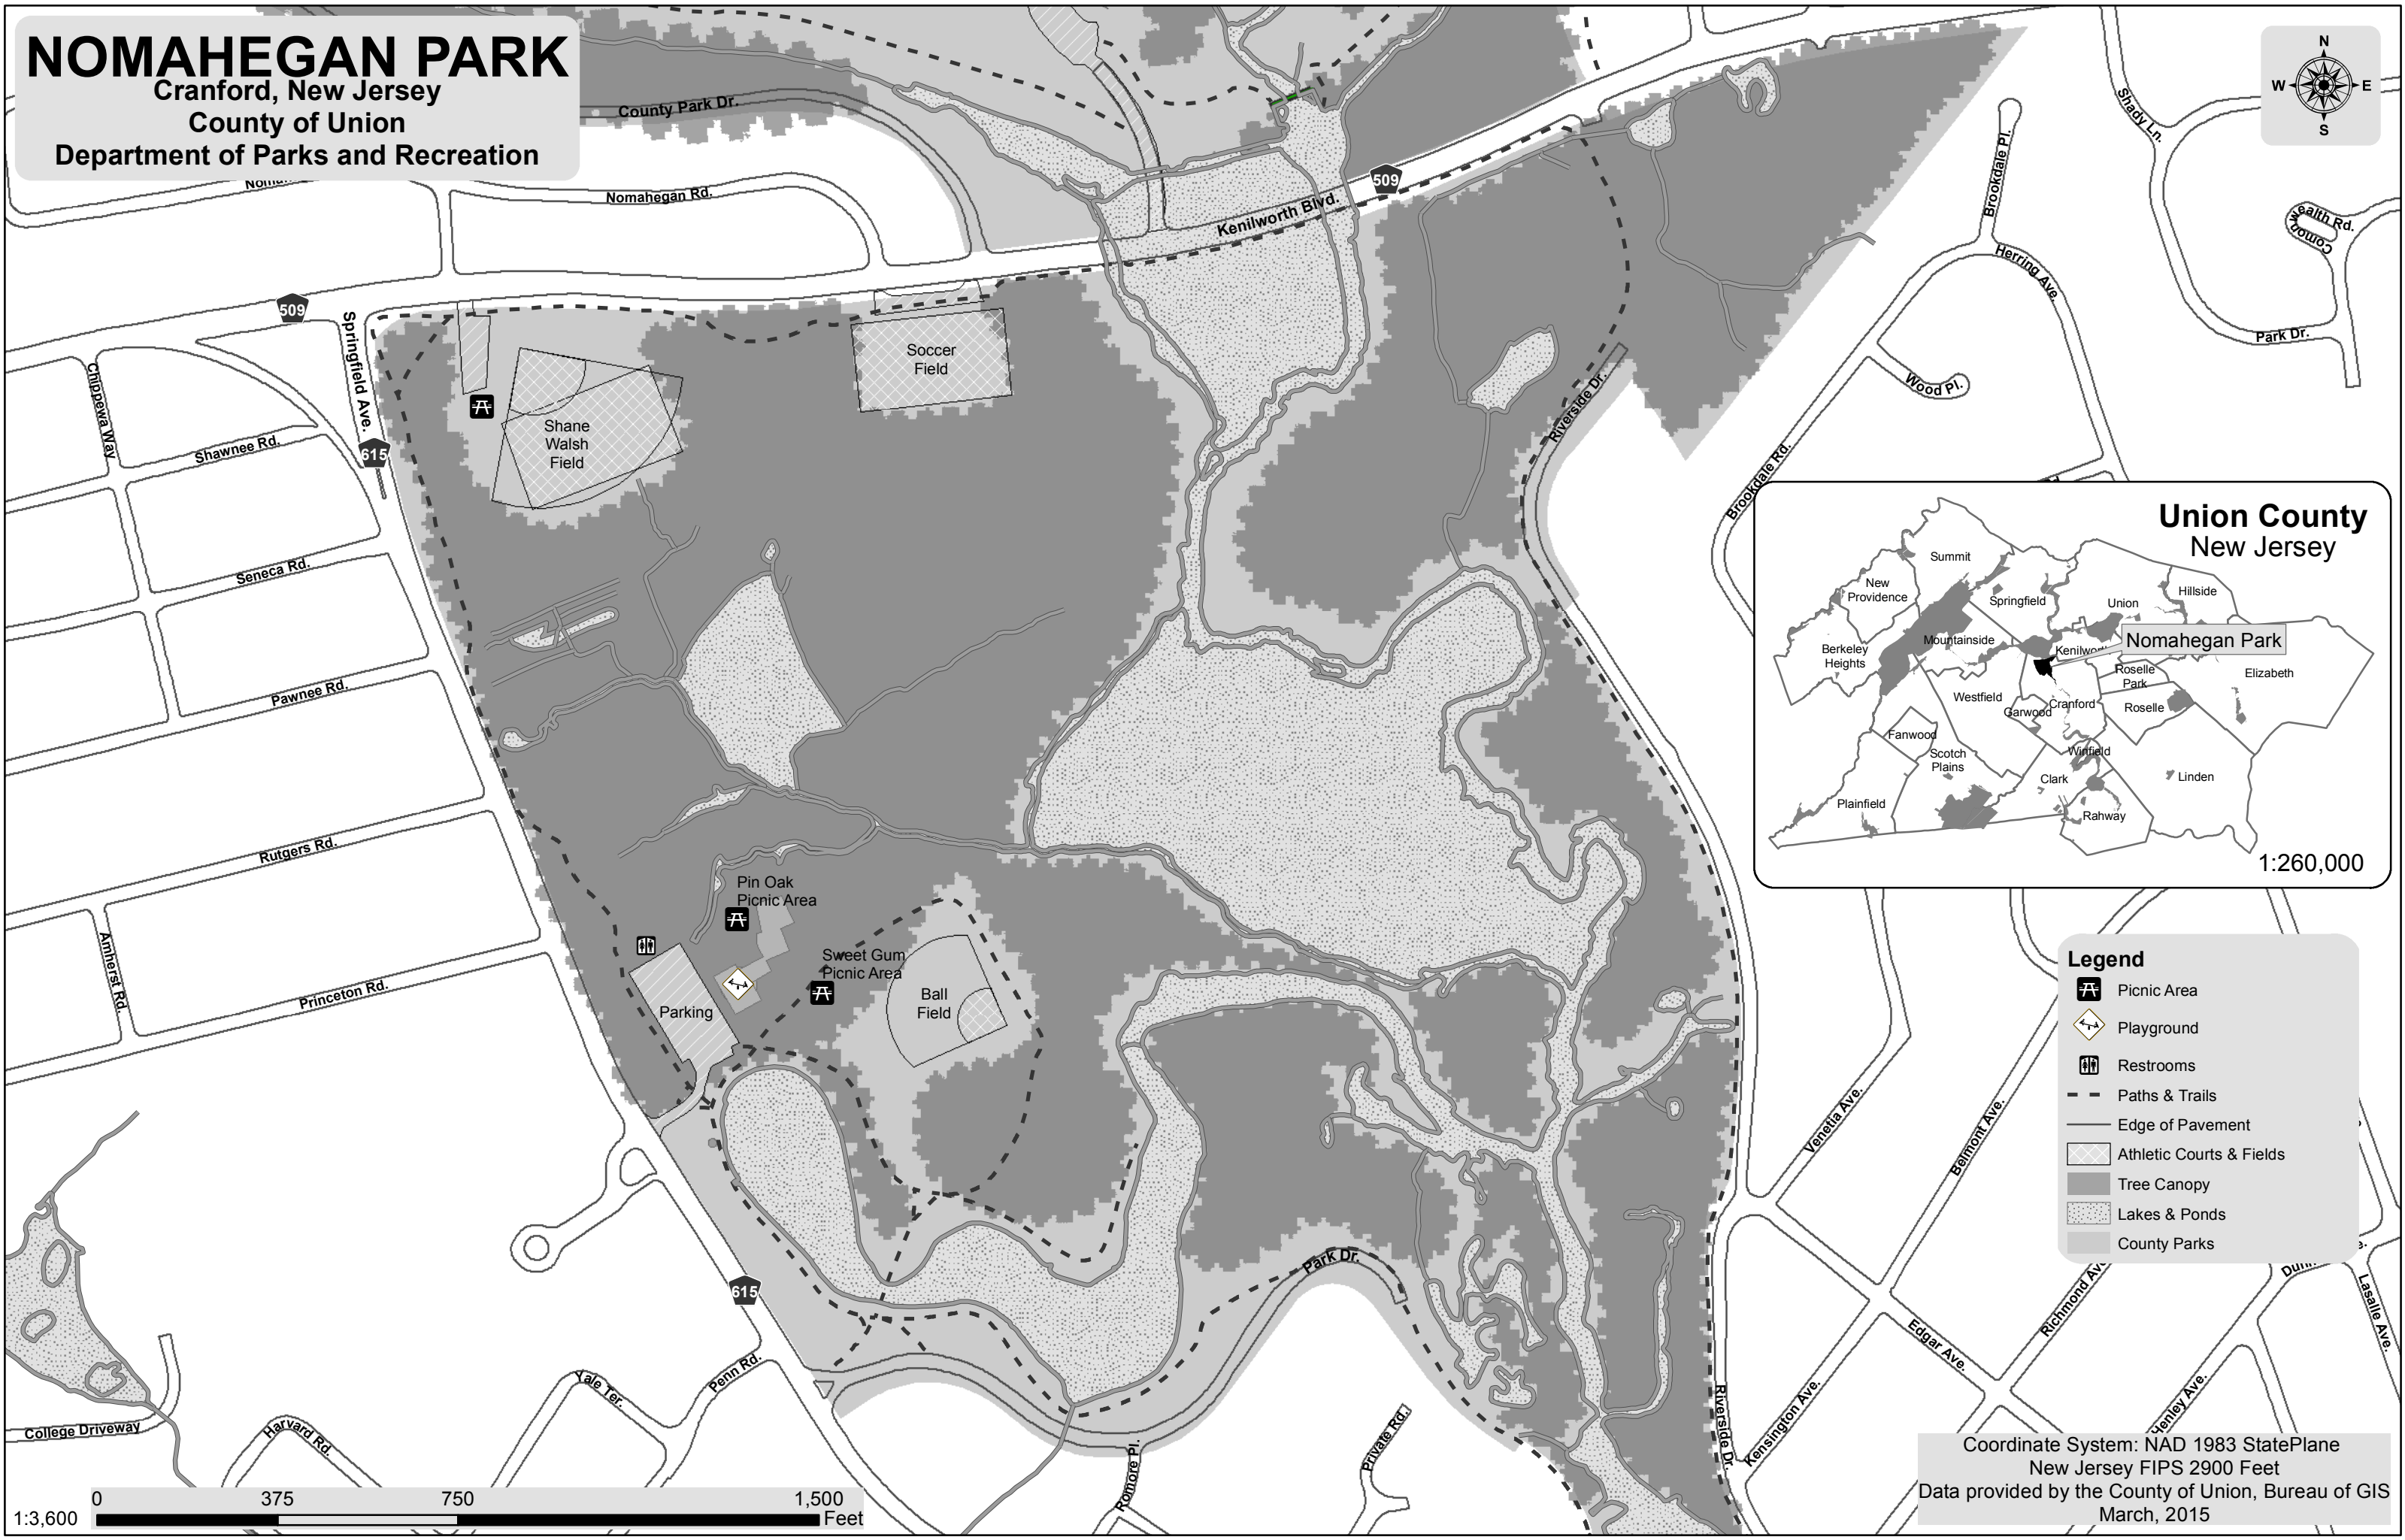 NOMAHEGAN PARK
Cranford, New Jersey
County of Union
Department of Parks and Recreation
County Park Dr.
Nomahegan Rd.
Kenilworth Blvd.
509
509
Springfield Ave.
615
Chippewa Way
Shawnee Rd.
Seneca Rd.
Pawnee Rd.
Rutgers Rd.
Amherst Rd.
Princeton Rd.
Shane
Walsh
Field
Soccer
Field
Pin Oak
Picnic Area
Sweet Gum
Picnic Area
Parking
Ball
Field
615
Park Dr.
Penn Rd.
Yale Ter.
Harvard Rd.
College Driveway
Romore Pl.
Private Rd.
Riverside Dr.
Riverside Dr.
Brookdale Rd.
Brookdale Pl.
Wood Pl.
Herring Ave.
Shady Ln.
Comon
wealth Rd.
Park Dr.
Venetia Ave.
Belmont Ave.
Edgar Ave.
Richmond Ave
Kensington Ave.
Henley Ave.
Lasalle Ave.
N
W
E
S
Union County
New Jersey
Summit
New
Providence
Springfield
Union
Hillside
Berkeley
Heights
Mountainside
Nomahegan Park
Roselle
Park
Elizabeth
Westfield
Garwood
Cranford
Roselle
Fanwood
Scotch
Plains
Winfield
Clark
Linden
Plainfield
Rahway
1:260,000
Legend
Picnic Area
Playground
Restrooms
Paths & Trails
Edge of Pavement
Athletic Courts & Fields
Tree Canopy
Lakes & Ponds
County Parks
Coordinate System: NAD 1983 StatePlane
New Jersey FIPS 2900 Feet
Data provided by the County of Union, Bureau of GIS
March, 2015
0 375 750 1,500
1:3,600 Feet